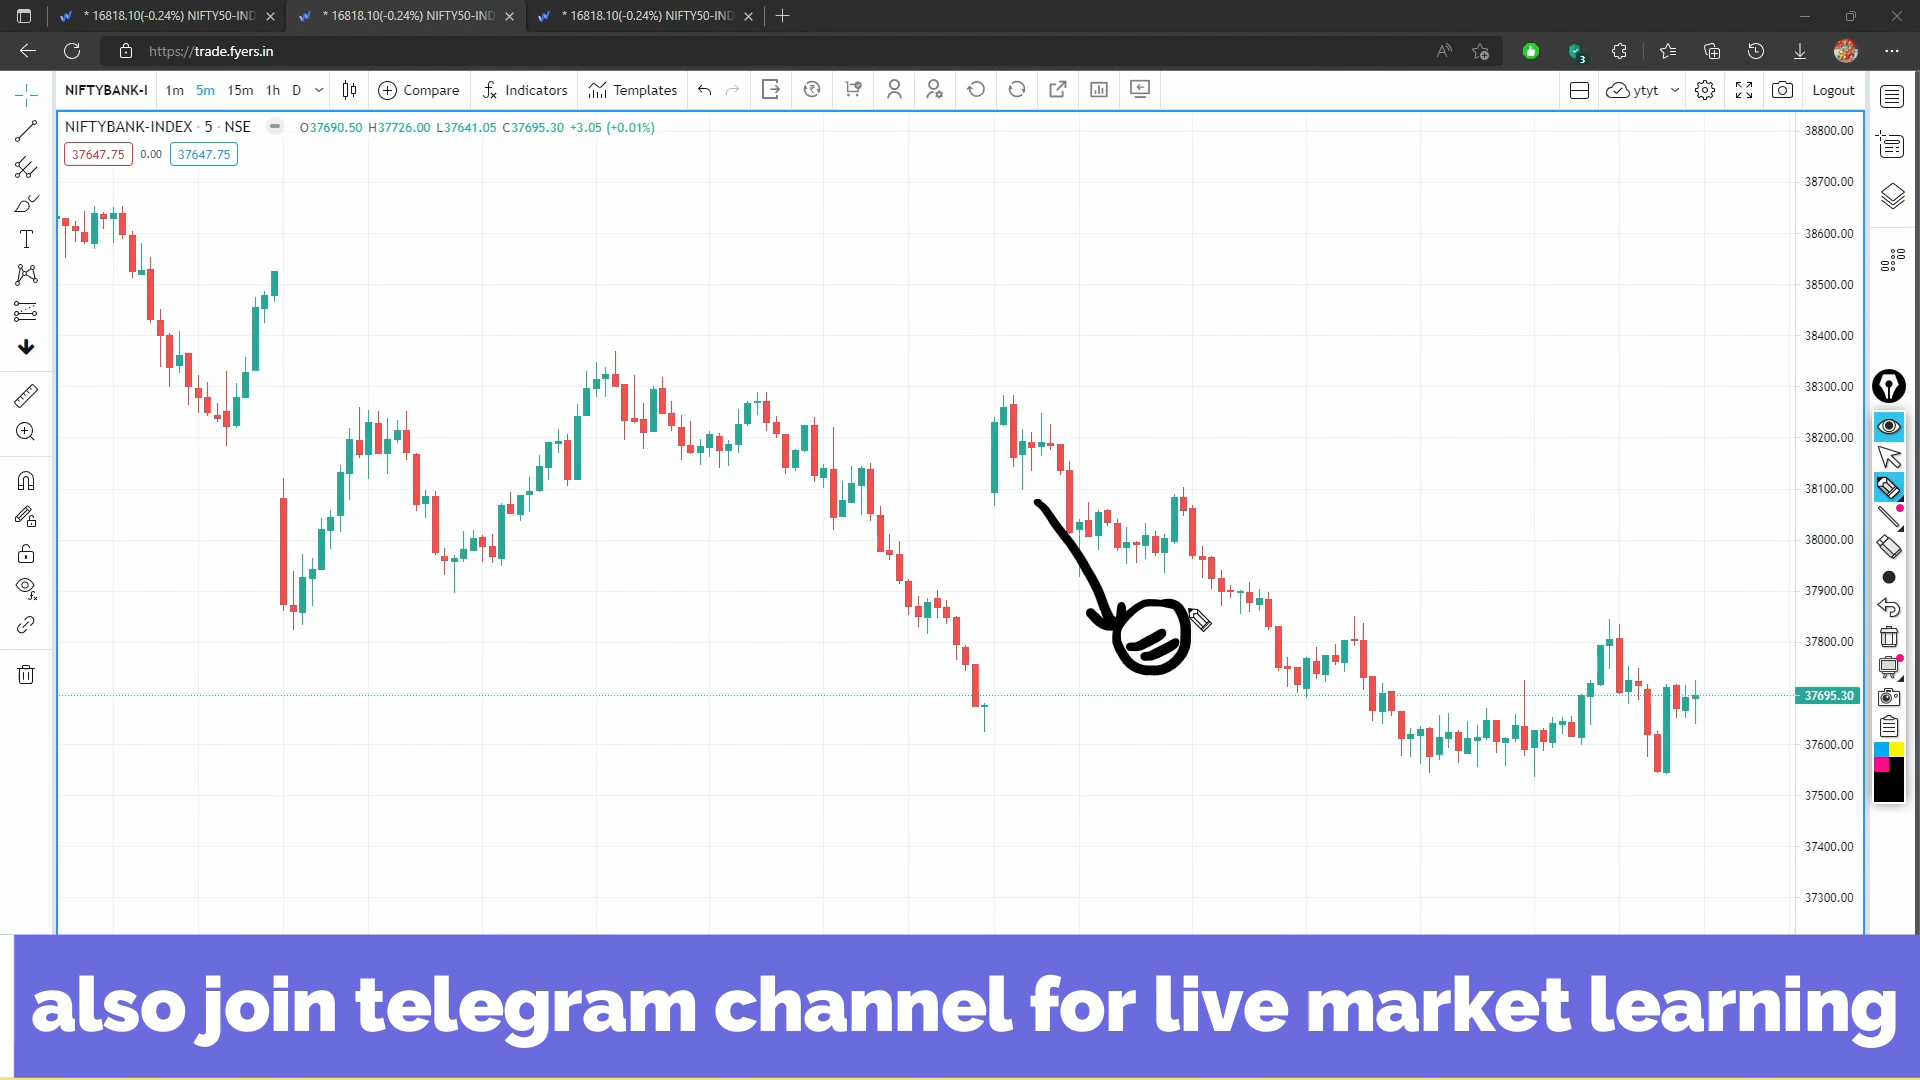 * 16818.10(-0.24%) NIFTY50-IND
* 16818.10(-0.24%) NIFTY50-IND
* 16818.10(-0.24%) NIFTY50-IND
https://trade.fyers.in
3
NIFTYBANK-I 1m 5m 15m 1h D Compare Indicators Templates ytyt Logout
NIFTYBANK-INDEX · 5 · NSE O37690.50 H37726.00 L37641.05 C37695.30 +3.05 (+0.01%)
37647.75 0.00 37647.75
38800.00
38700.00
38600.00
38500.00
38400.00
38300.00
38200.00
38100.00
38000.00
37900.00
37800.00
37695.30
37600.00
37500.00
37400.00
37300.00
also join telegram channel for live market learning